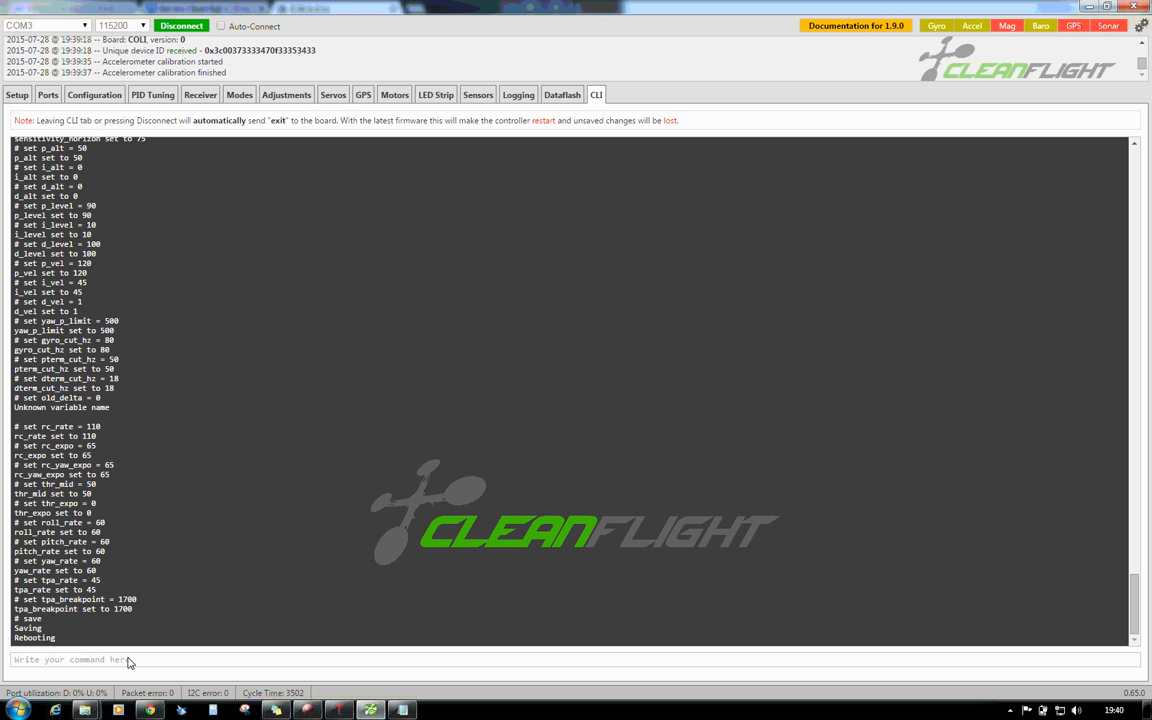 COM3 115200 Disconnect Auto-Connect Documentation for 1.9.0 Gyro Accel Mag Baro GPS Sonar
2015-07-28 @ 19:39:18 -- Board: COLI, version: 0
2015-07-28 @ 19:39:18 -- Unique device ID received - 0x3c00373333470f33353433
2015-07-28 @ 19:39:35 -- Accelerometer calibration started
2015-07-28 @ 19:39:37 -- Accelerometer calibration finished
CLEANFLIGHT
Setup Ports Configuration PID Tuning Receiver Modes Adjustments Servos GPS Motors LED Strip Sensors Logging Dataflash CLI
Note: Leaving CLI tab or pressing Disconnect will automatically send "exit" to the board. With the latest firmware this will make the controller restart and unsaved changes will be lost.
sensitivity_horizon set to 75
# set p_alt = 50
p_alt set to 50
# set i_alt = 0
i_alt set to 0
# set d_alt = 0
d_alt set to 0
# set p_level = 90
p_level set to 90
# set i_level = 10
i_level set to 10
# set d_level = 100
d_level set to 100
# set p_vel = 120
p_vel set to 120
# set i_vel = 45
i_vel set to 45
# set d_vel = 1
d_vel set to 1
# set yaw_p_limit = 500
yaw_p_limit set to 500
# set gyro_cut_hz = 80
gyro_cut_hz set to 80
# set pterm_cut_hz = 50
pterm_cut_hz set to 50
# set dterm_cut_hz = 18
dterm_cut_hz set to 18
# set old_delta = 0
Unknown variable name
# set rc_rate = 110
rc_rate set to 110
# set rc_expo = 65
rc_expo set to 65
# set rc_yaw_expo = 65
rc_yaw_expo set to 65
# set thr_mid = 50
thr_mid set to 50
# set thr_expo = 0
thr_expo set to 0
# set roll_rate = 60
roll_rate set to 60
# set pitch_rate = 60
pitch_rate set to 60
# set yaw_rate = 60
yaw_rate set to 60
# set tpa_rate = 45
tpa_rate set to 45
# set tpa_breakpoint = 1700
tpa_breakpoint set to 1700
# save
Saving
Rebooting
CLEANFLIGHT
Write your command here
Port utilization: D: 0% U: 0% Packet error: 0 I2C error: 0 Cycle Time: 3502 0.65.0
19:40